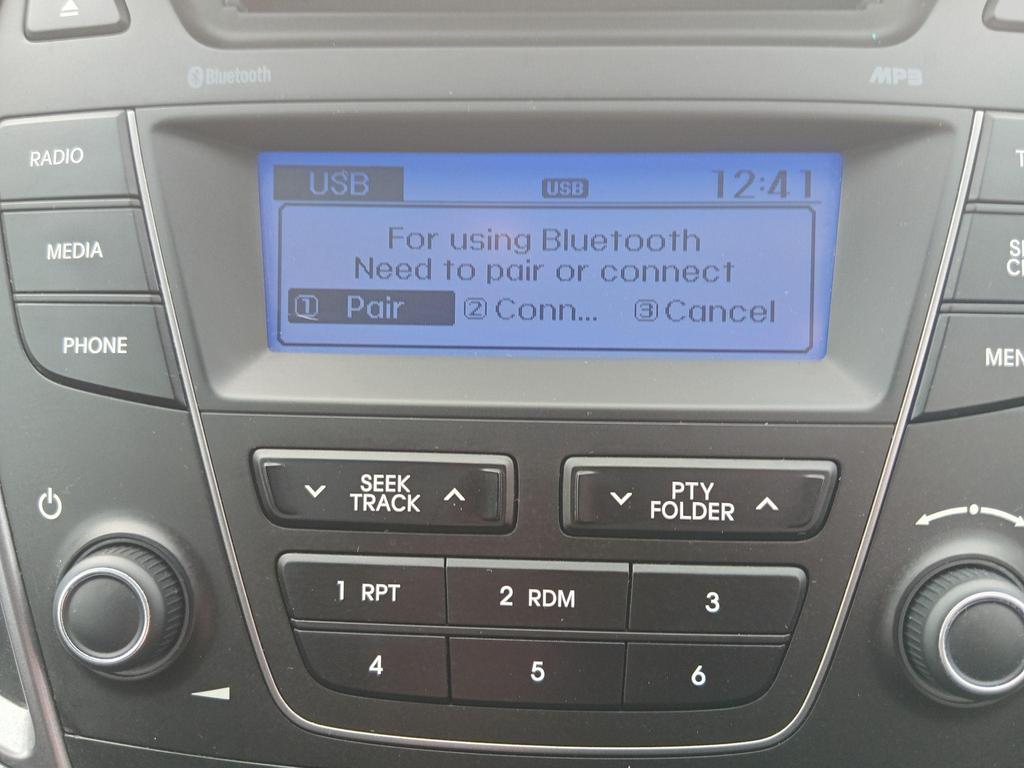 Bluetooth
MP3
RADIO
MEDIA
PHONE
USB USB 12:41
For using Bluetooth
Need to pair or connect
1 Pair 2 Conn... 3 Cancel
SEEK
TRACK
PTY
FOLDER
1 RPT 2 RDM 3
4 5 6